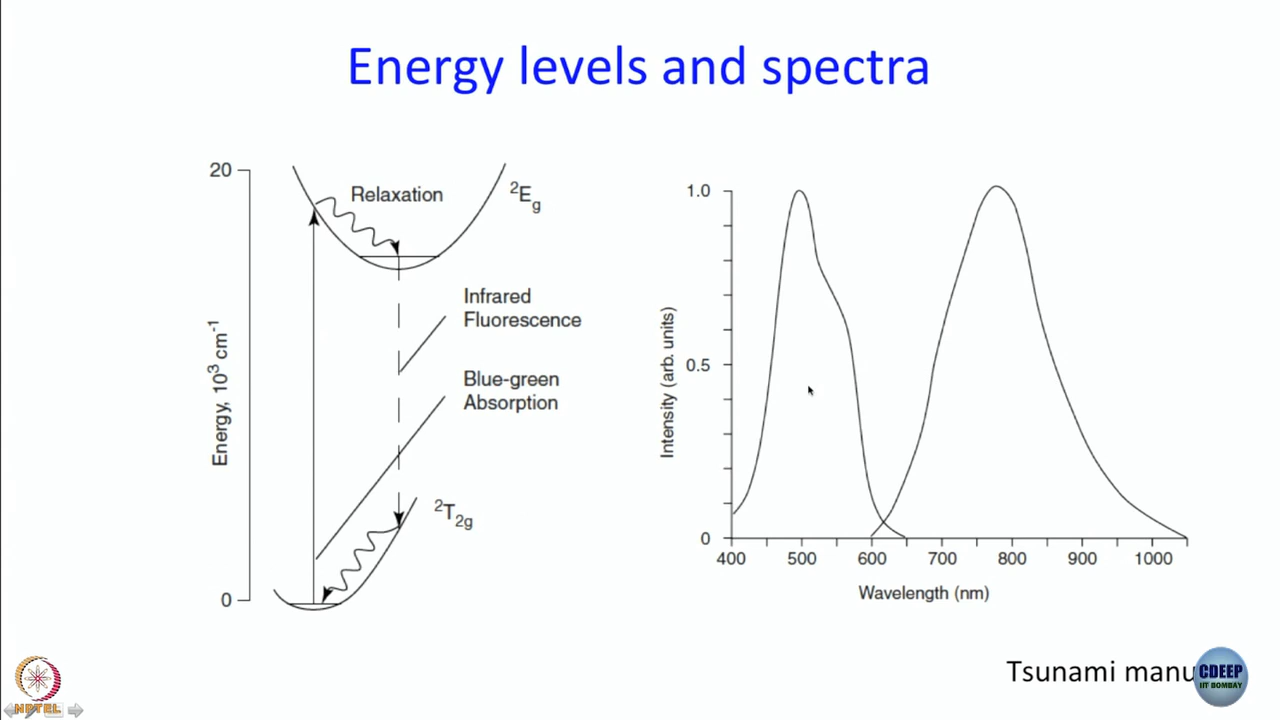 Energy levels and spectra
20
Relaxation
²Eg
Infrared
Fluorescence
Blue-green
Absorption
²T2g
0
Energy, 10³ cm⁻¹
1.0
0.5
0
Intensity (arb. units)
400 500 600 700 800 900 1000
Wavelength (nm)
Tsunami manu
CDEEP
IIT BOMBAY
NPTEL